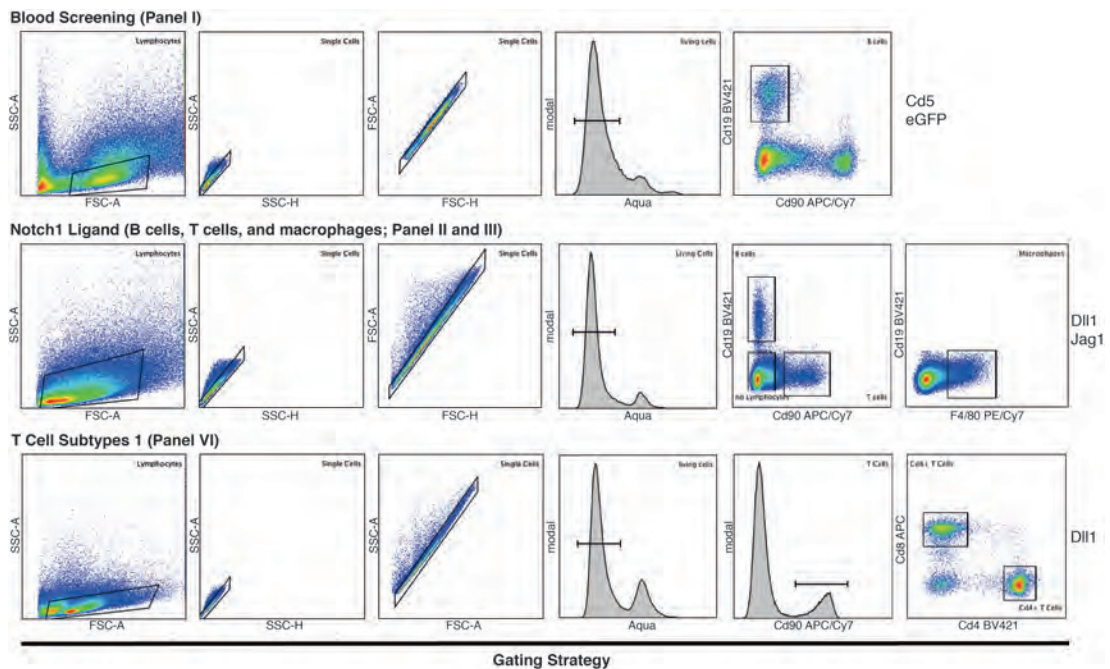 Blood Screening (Panel I)
Lymphocytes
SSC-A
FSC-A
Single Cells
SSC-A
SSC-H
Single Cells
FSC-A
FSC-H
living cells
modal
Aqua
B cells
Cd19 BV421
Cd90 APC/Cy7
Cd5
eGFP
Notch1 Ligand (B cells, T cells, and macrophages; Panel II and III)
Lymphocytes
SSC-A
FSC-A
Single Cells
SSC-A
SSC-H
Single Cells
FSC-A
FSC-H
Living Cells
modal
Aqua
B cells
Cd19 BV421
no Lymphocytes
T cells
Cd90 APC/Cy7
Macrophages
Cd19 BV421
F4/80 PE/Cy7
Dll1
Jag1
T Cell Subtypes 1 (Panel VI)
Lymphocytes
SSC-A
FSC-A
Single Cells
SSC-A
SSC-H
Single Cells
SSC-A
FSC-A
living cells
modal
Aqua
T Cells
modal
Cd90 APC/Cy7
Cd8+ T Cells
Cd8 APC
Cd4+ T Cells
Cd4 BV421
Dll1
Gating Strategy